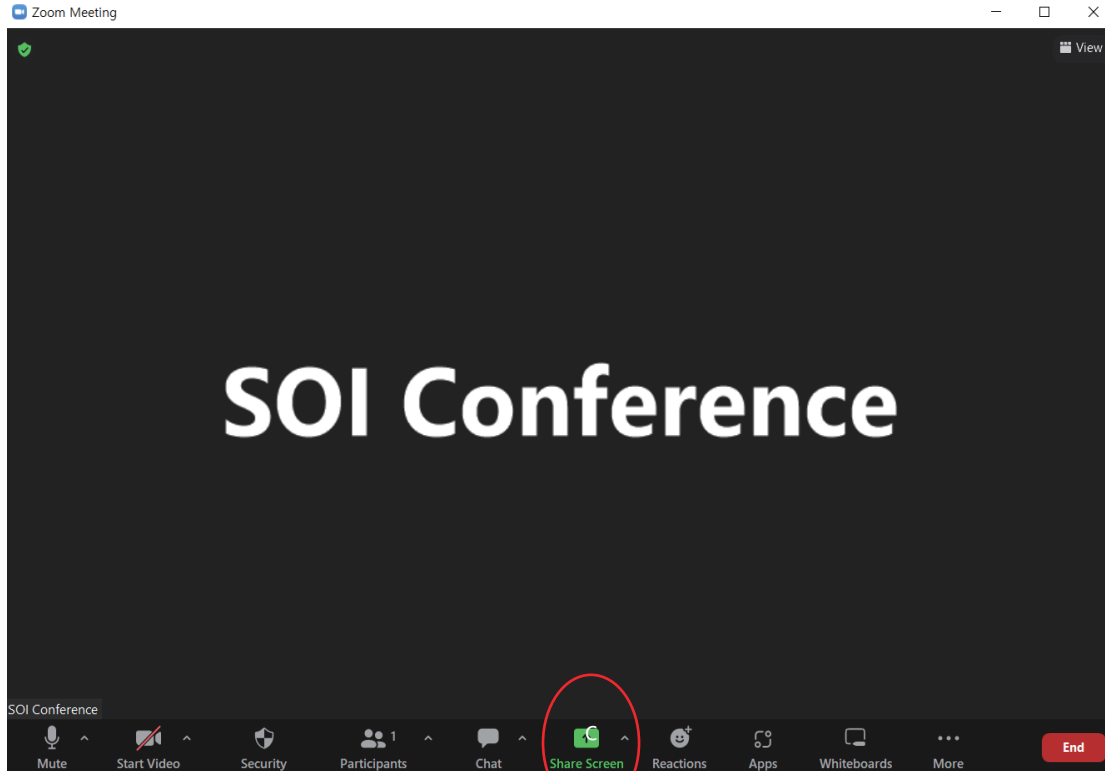 Zoom Meeting
View
SOI Conference
SOI Conference
1
C
Mute Start Video Security Participants Chat Share Screen Reactions Apps Whiteboards More End